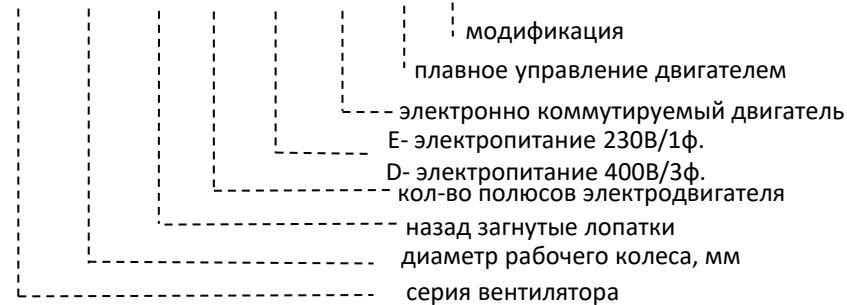 модификация
плавное управление двигателем
электронно коммутируемый двигатель
E- электропитание 230В/1ф.
D- электропитание 400В/3ф.
кол-во полюсов электродвигателя
назад загнутые лопатки
диаметр рабочего колеса, мм
серия вентилятора